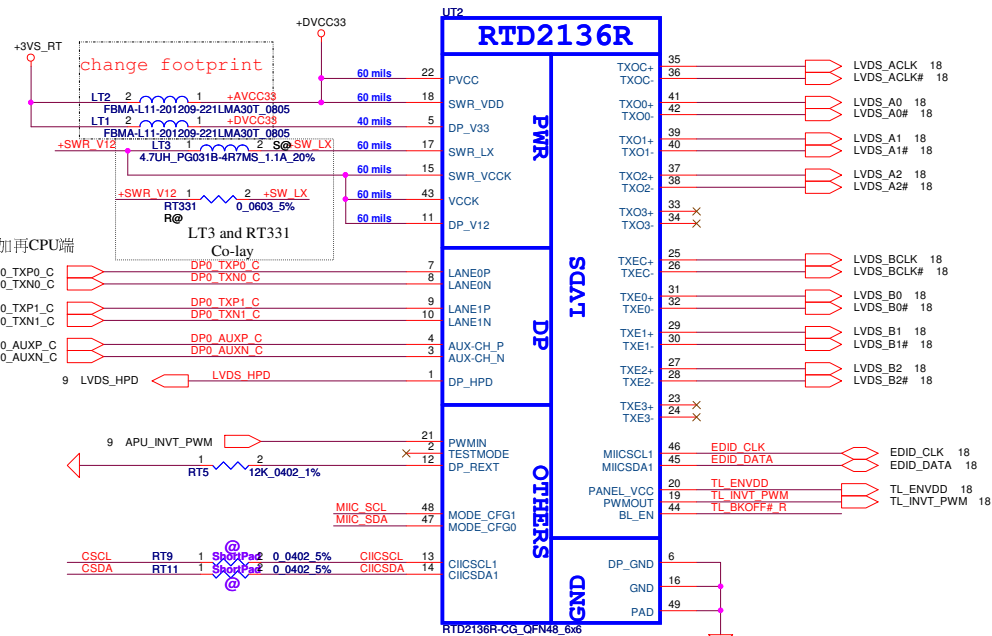 UT2
RTD2136R
+DVCC33
+3VS_RT
change footprint
LT2 2 1 +AVCC33
FBMA-L11-201209-221LMA30T_0805
LT1 2 1 +DVCC33
FBMA-L11-201209-221LMA30T_0805
+SWR_V12 LT3 1 2 S@ +SW_LX
4.7UH_PG031B-4R7MS_1.1A_20%
+SWR_V12 1 2 +SW_LX
RT331 0_0603_5%
R@
LT3 and RT331
Co-lay
60 mils 22 PVCC
60 mils 18 SWR_VDD
40 mils 5 DP_V33
60 mils 17 SWR_LX
60 mils 15 SWR_VCCK
60 mils 43 VCCK
60 mils 11 DP_V12
PWR
加再CPU端
0_TXP0_C DP0_TXP0_C 7 LANE0P
0_TXN0_C DP0_TXN0_C 8 LANE0N
0_TXP1_C DP0_TXP1_C 9 LANE1P
0_TXN1_C DP0_TXN1_C 10 LANE1N
0_AUXP_C DP0_AUXP_C 4 AUX-CH_P
0_AUXN_C DP0_AUXN_C 3 AUX-CH_N
9 LVDS_HPD LVDS_HPD 1 DP_HPD
DP
9 APU_INVT_PWM 21 PWMIN
2 TESTMODE
RT5 1 2 12K_0402_1% 12 DP_REXT
MIIC_SCL 48 MODE_CFG1
MIIC_SDA 47 MODE_CFG0
@
CSCL RT9 1 ShortPad 2 0_0402_5% CIICSCL 13 CIICSCL1
CSDA RT11 1 ShortPad 2 0_0402_5% CIICSDA 14 CIICSDA1
@
OTHERS
LVDS
TXOC+ 35 LVDS_ACLK 18
TXOC- 36 LVDS_ACLK# 18
TXO0+ 41 LVDS_A0 18
TXO0- 42 LVDS_A0# 18
TXO1+ 39 LVDS_A1 18
TXO1- 40 LVDS_A1# 18
TXO2+ 37 LVDS_A2 18
TXO2- 38 LVDS_A2# 18
TXO3+ 33
TXO3- 34
TXEC+ 25 LVDS_BCLK 18
TXEC- 26 LVDS_BCLK# 18
TXE0+ 31 LVDS_B0 18
TXE0- 32 LVDS_B0# 18
TXE1+ 29 LVDS_B1 18
TXE1- 30 LVDS_B1# 18
TXE2+ 27 LVDS_B2 18
TXE2- 28 LVDS_B2# 18
TXE3+ 23
TXE3- 24
MIICSCL1 46 EDID_CLK EDID_CLK 18
MIICSDA1 45 EDID_DATA EDID_DATA 18
PANEL_VCC 20 TL_ENVDD TL_ENVDD 18
PWMOUT 19 TL_INVT_PWM TL_INVT_PWM 18
BL_EN 44 TL_BKOFF#_R
GND
DP_GND 6
GND 16
PAD 49
RTD2136R-CG_QFN48_6x6